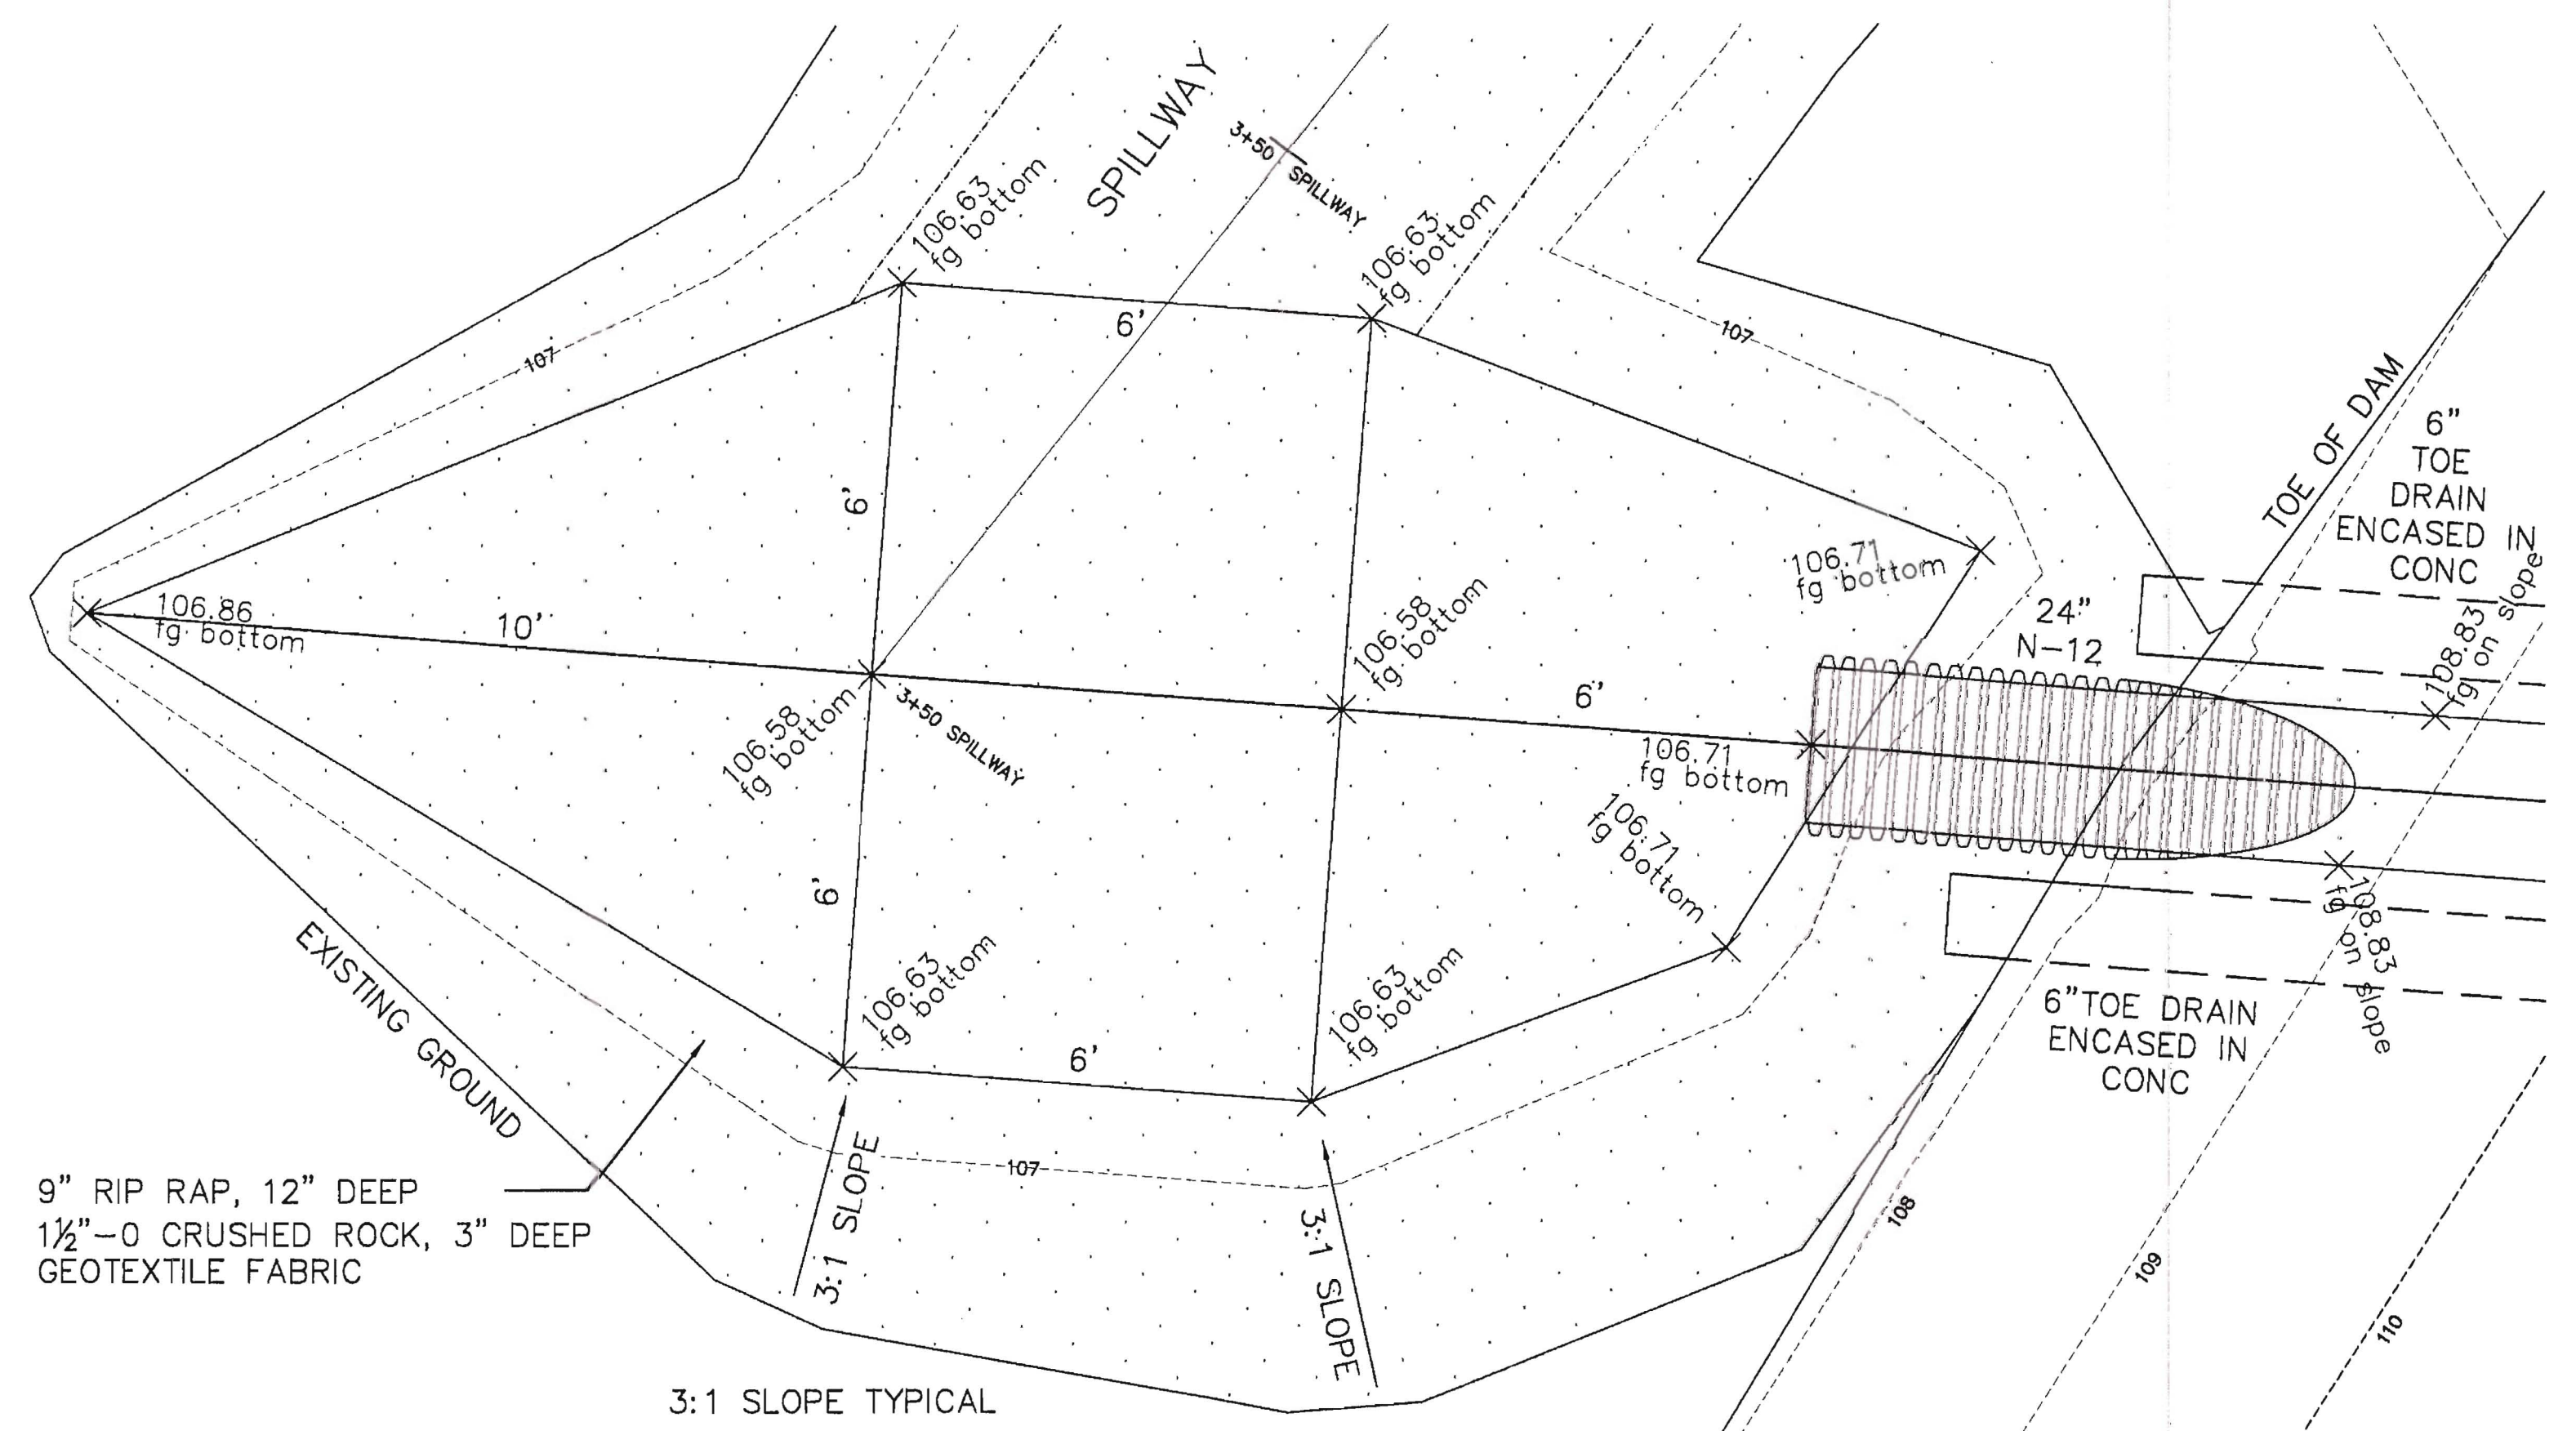 SPILLWAY
3+50
SPILLWAY
106.63
fg bottom
106.63
fg bottom
6'
107
107
TOE OF DAM
6"
TOE
DRAIN
ENCASED IN
CONC
6'
106.71
fg bottom
24"
N-12
108.83
fg on slope
106.86
fg bottom
10'
106.58
fg bottom
6'
106.58
fg bottom
3+50 SPILLWAY
106.71
fg bottom
106.71
fg bottom
6'
108.83
fg on slope
EXISTING GROUND
106.63
fg bottom
106.63
fg bottom
6"TOE DRAIN
ENCASED IN
CONC
6'
107
3:1 SLOPE
3:1 SLOPE
108
109
110
9" RIP RAP, 12" DEEP
1½"-0 CRUSHED ROCK, 3" DEEP
GEOTEXTILE FABRIC
3:1 SLOPE TYPICAL